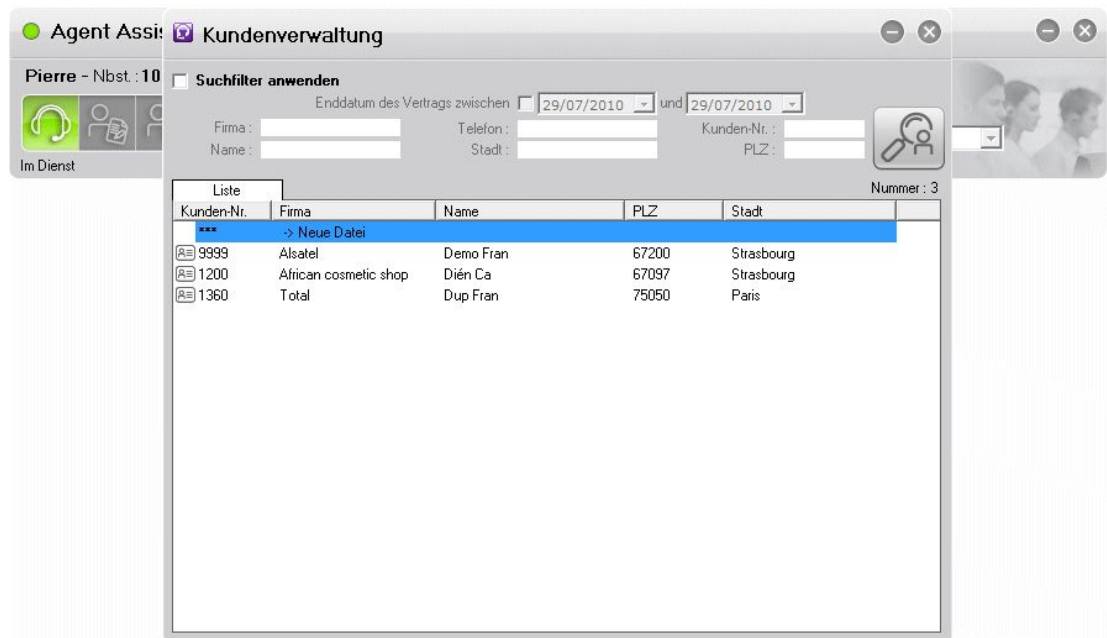 Agent Assis
Kundenverwaltung
Pierre - Nbst. : 10
Im Dienst
Suchfilter anwenden
Enddatum des Vertrags zwischen 29/07/2010 und 29/07/2010
Firma : Telefon : Kunden-Nr. :
Name : Stadt : PLZ :
Liste Nummer : 3
Kunden-Nr. Firma Name PLZ Stadt
*** -> Neue Datei
9999 Alsatel Demo Fran 67200 Strasbourg
1200 African cosmetic shop Dién Ca 67097 Strasbourg
1360 Total Dup Fran 75050 Paris